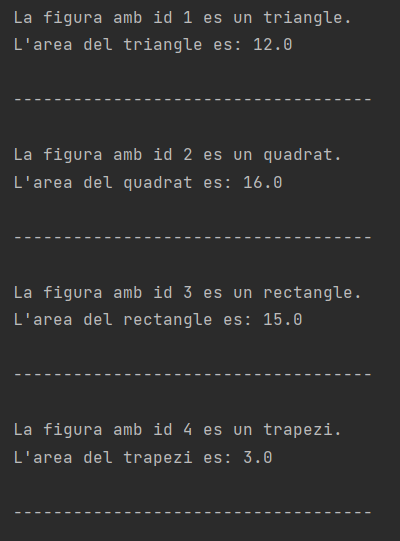 La figura amb id 1 es un triangle.
L'area del triangle es: 12.0
------------------------------------
La figura amb id 2 es un quadrat.
L'area del quadrat es: 16.0
------------------------------------
La figura amb id 3 es un rectangle.
L'area del rectangle es: 15.0
------------------------------------
La figura amb id 4 es un trapezi.
L'area del trapezi es: 3.0
------------------------------------